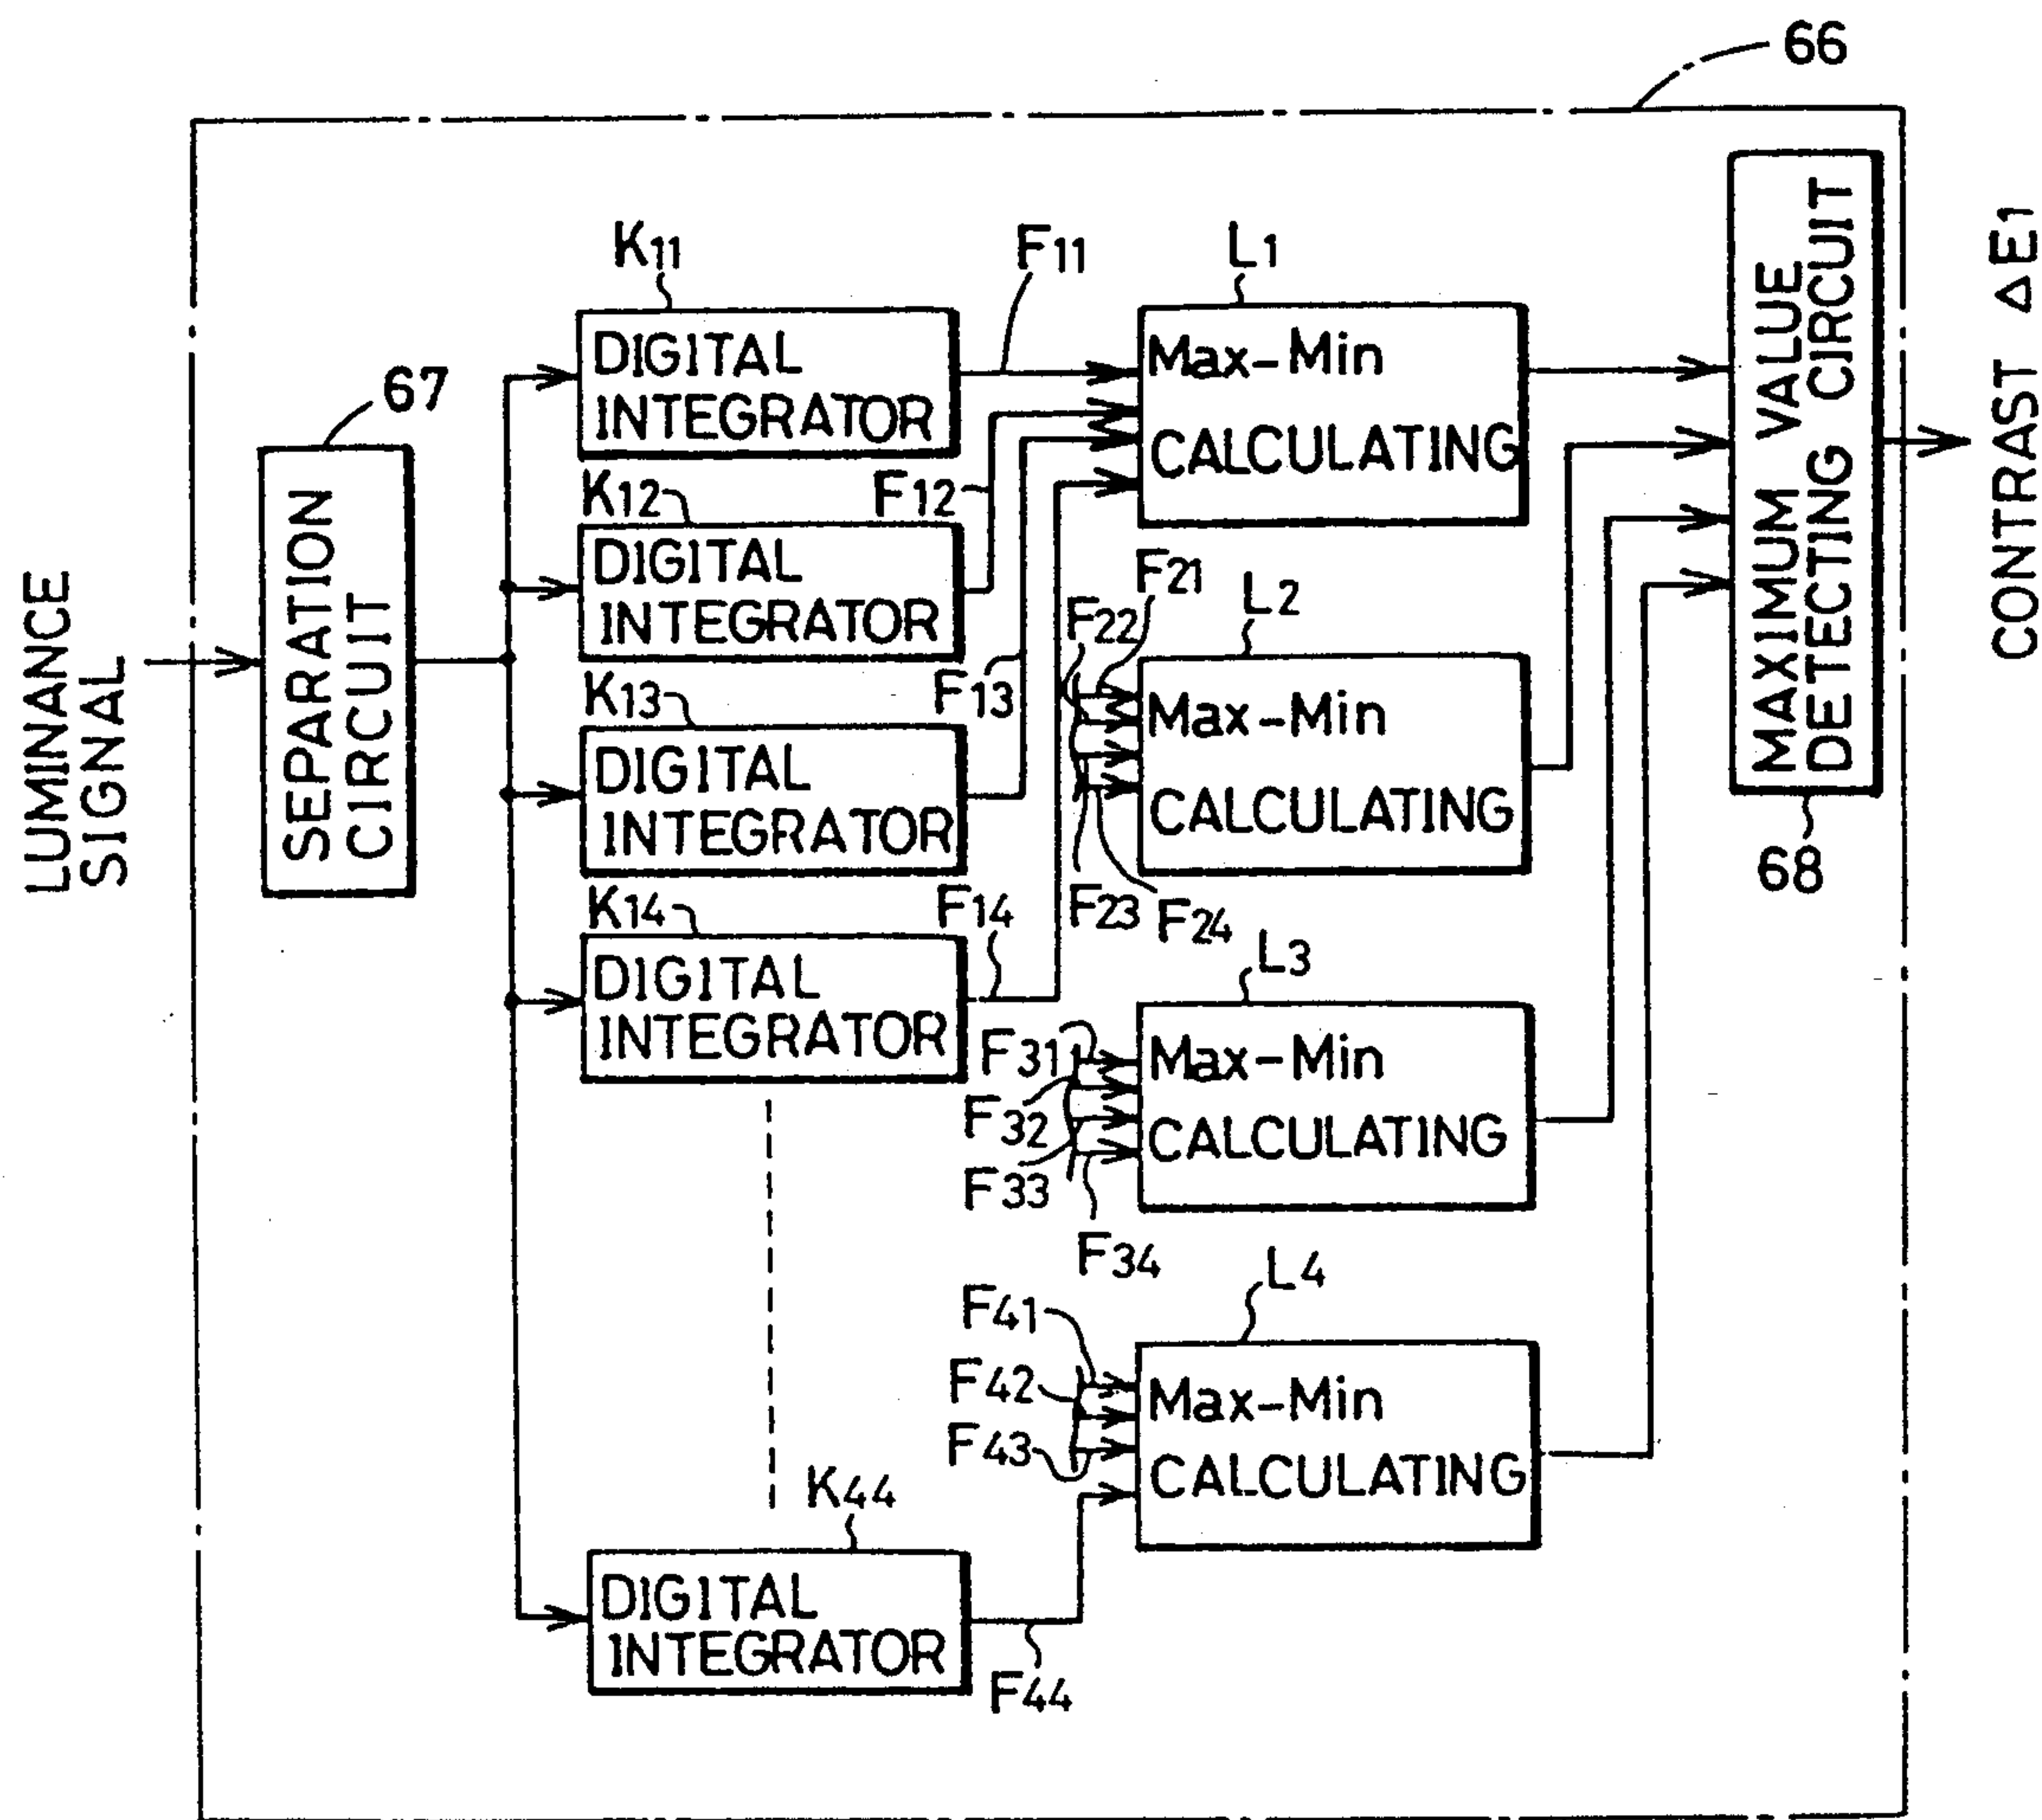 66
67
LUMINANCE
SIGNAL
SEPARATION
CIRCUIT
K11
DIGITAL
INTEGRATOR
F11
K12
DIGITAL
INTEGRATOR
F12
K13
DIGITAL
INTEGRATOR
F13
K14
DIGITAL
INTEGRATOR
F14
K44
DIGITAL
INTEGRATOR
F44
L1
Max-Min
CALCULATING
F21
F22
L2
Max-Min
CALCULATING
F23
F24
L3
F31
Max-Min
CALCULATING
F32
F33
F34
L4
F41
F42
F43
Max-Min
CALCULATING
MAXIMUM VALUE
DETECTING CIRCUIT
68
CONTRAST ΔE1